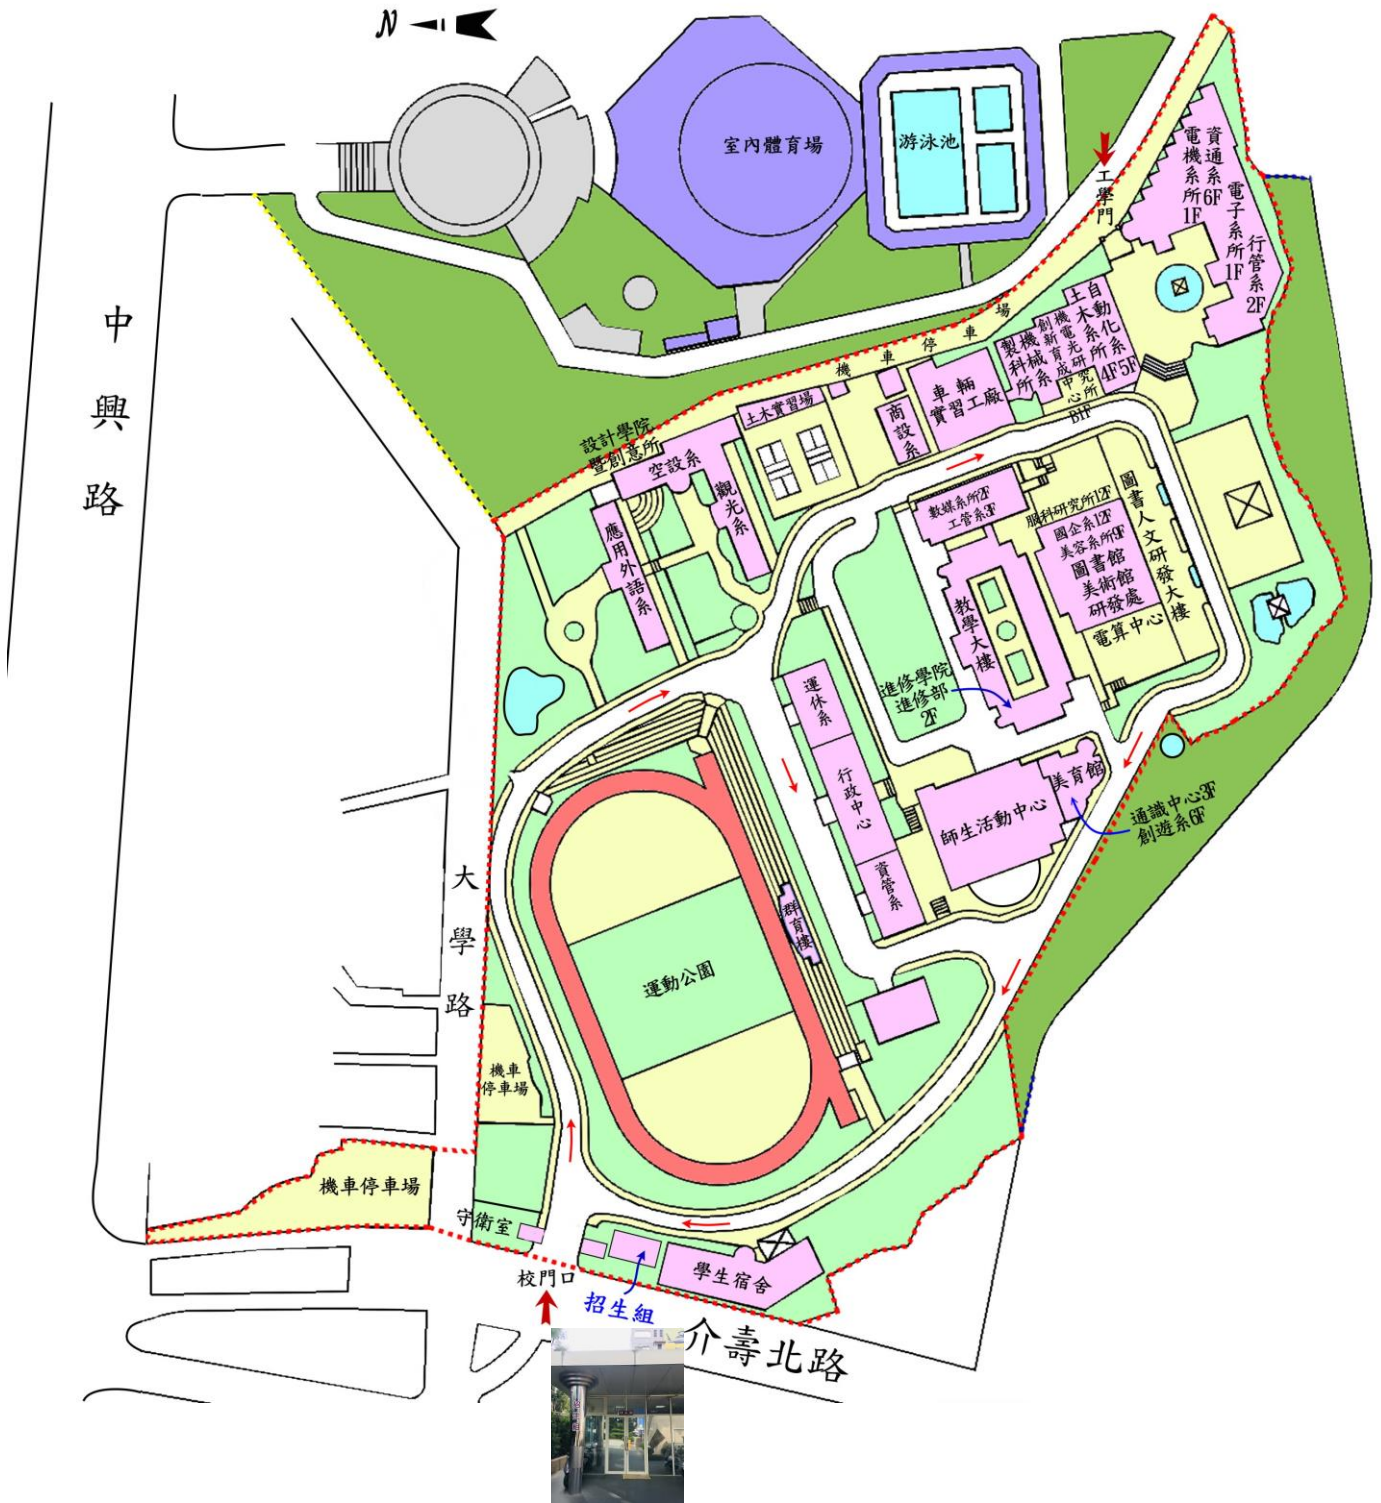 N
室內體育場
游泳池
工學門
資通系6F
電機系所1F
電子系所1F
行管系2F
中興路
機車停車場
自動化系5F
土木系所4F
機電光研究所B1F
創新育成中心
機械系
製科所
車輛
實習工廠
商設系
土木實習場
設計學院
暨創意所
空設系
觀光系
應用外語系
數媒系所2F
工管系3F
服科研究所12F
國企系12F
美容系所9F
圖書館
美術館
研發處
電算中心
圖書人文研發大樓
教學大樓
進修學院
進修部
2F
運休系
行政中心
資管系
美育館
師生活動中心
通識中心3F
創遊系6F
大學路
群育樓
運動公園
機車
停車場
機車停車場
守衛室
校門口
招生組
學生宿舍
介壽北路